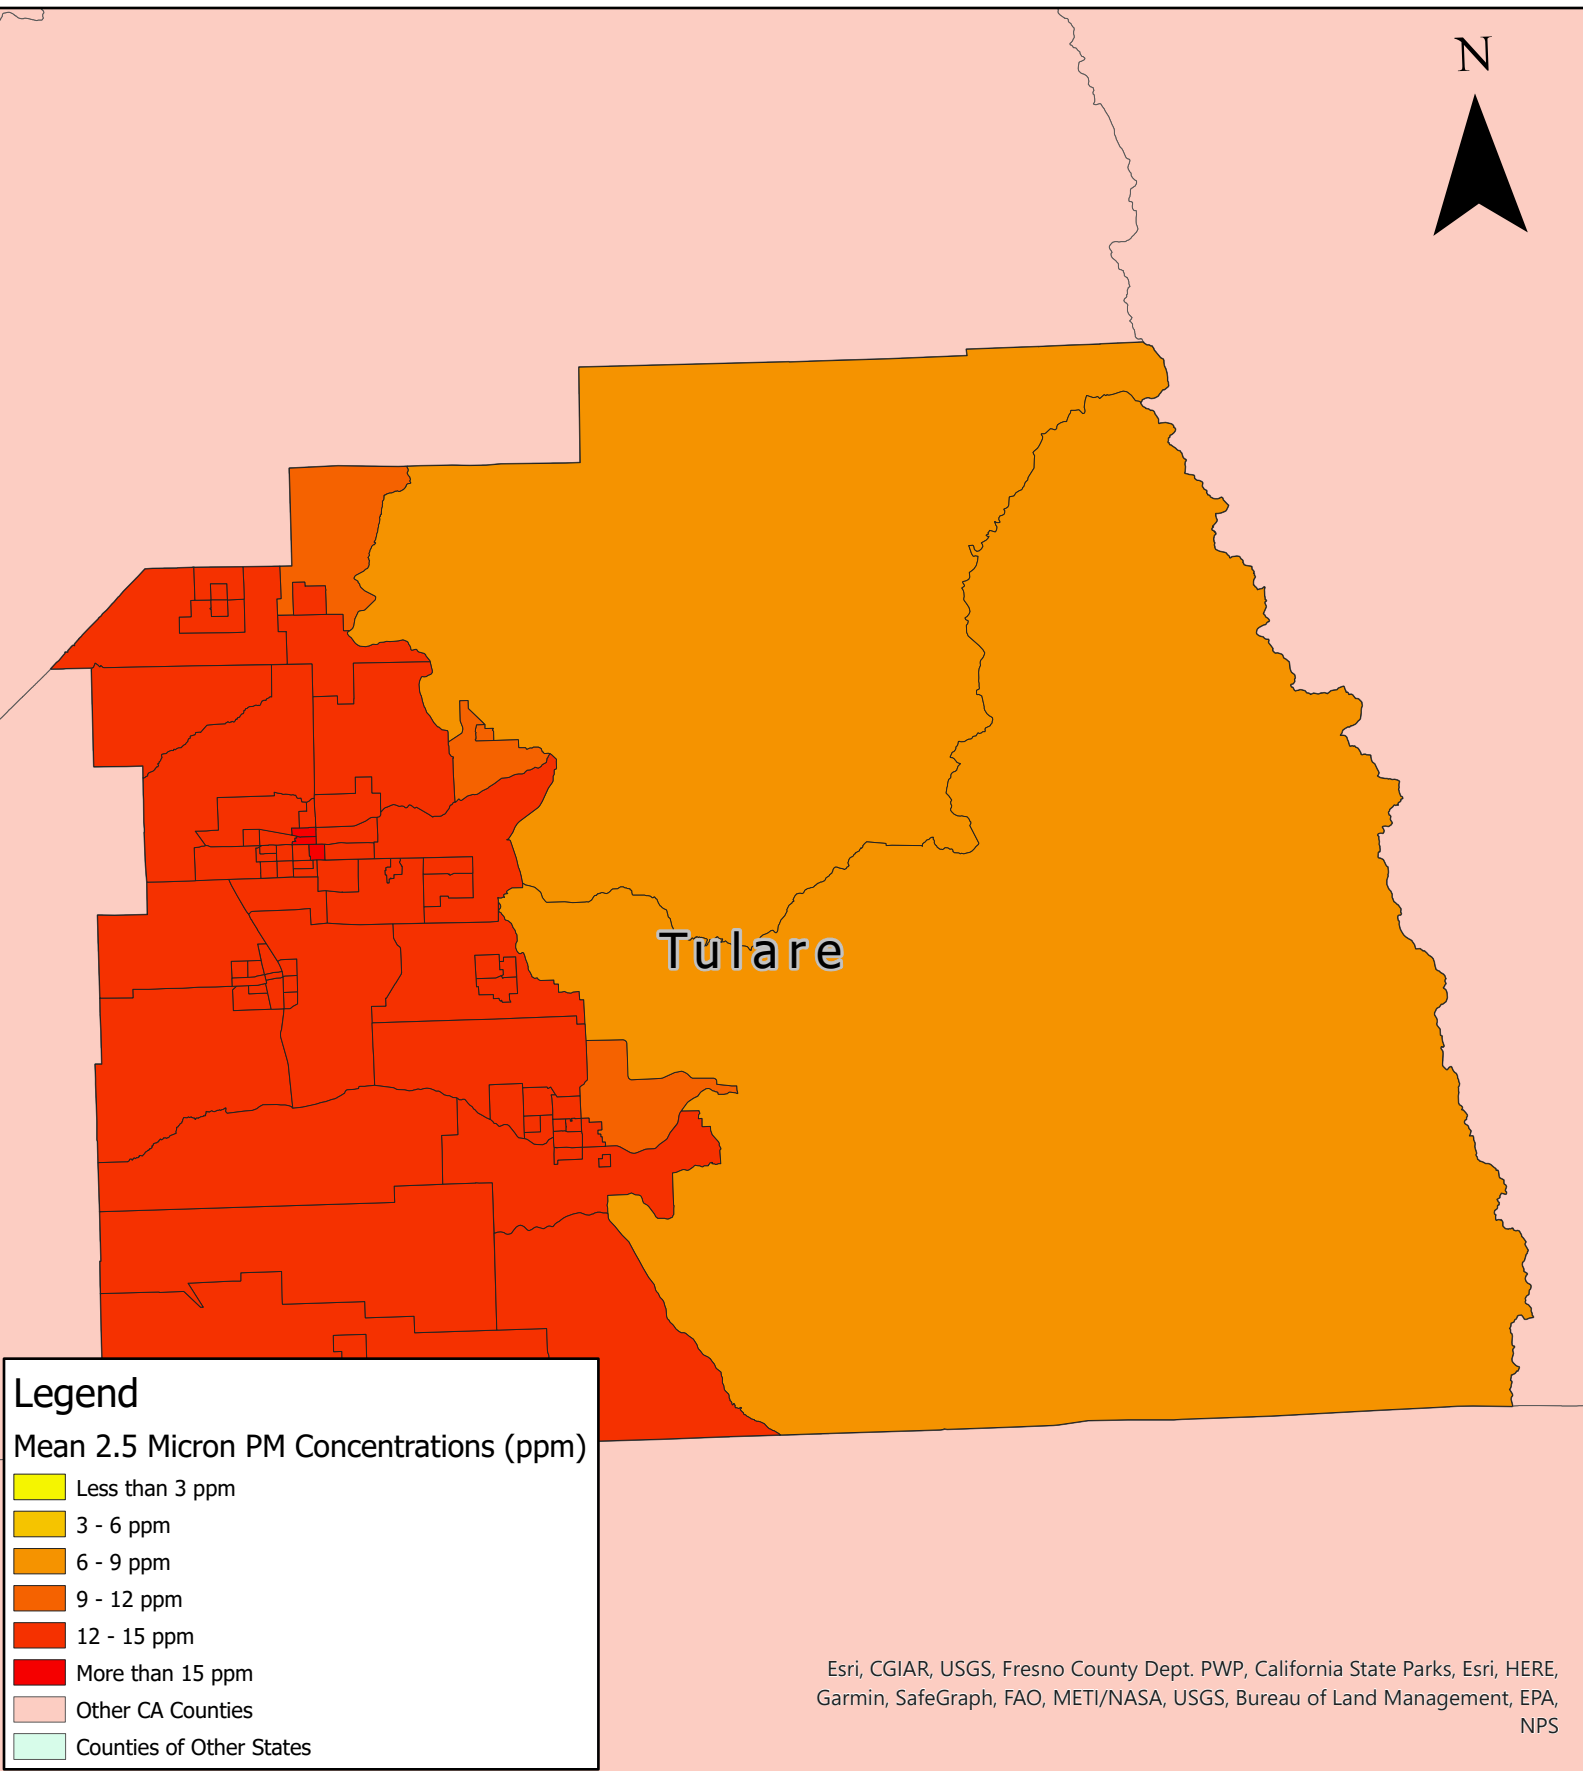 N
Tulare
Legend
Mean 2.5 Micron PM Concentrations (ppm)
Less than 3 ppm
3 - 6 ppm
6 - 9 ppm
9 - 12 ppm
12 - 15 ppm
More than 15 ppm
Other CA Counties
Counties of Other States
Esri, CGIAR, USGS, Fresno County Dept. PWP, California State Parks, Esri, HERE,
Garmin, SafeGraph, FAO, METI/NASA, USGS, Bureau of Land Management, EPA,
NPS